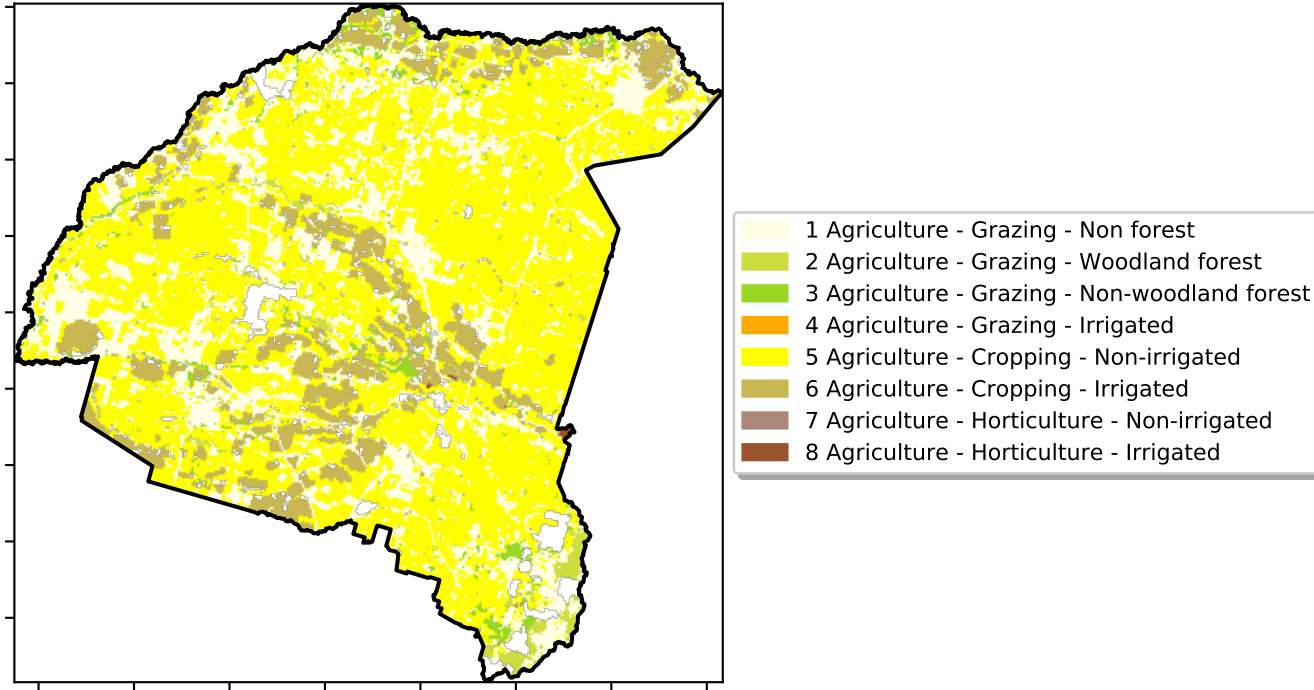 1 Agriculture - Grazing - Non forest
2 Agriculture - Grazing - Woodland forest
3 Agriculture - Grazing - Non-woodland forest
4 Agriculture - Grazing - Irrigated
5 Agriculture - Cropping - Non-irrigated
6 Agriculture - Cropping - Irrigated
7 Agriculture - Horticulture - Non-irrigated
8 Agriculture - Horticulture - Irrigated